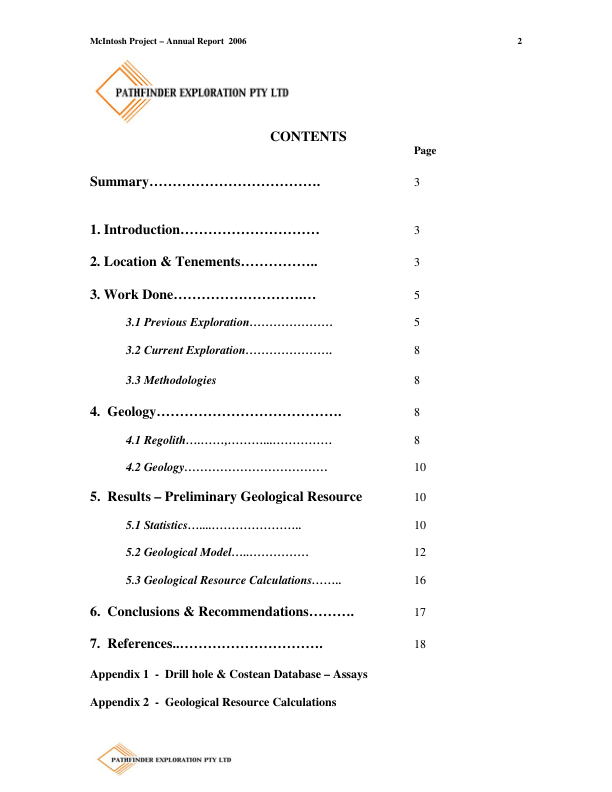 McIntosh Project – Annual Report  2006 2
PATHFINDER EXPLORATION PTY LTD
CONTENTS
Page
Summary………………………………. 3
1. Introduction………………………… 3
2. Location & Tenements…………….. 3
3. Work Done……………………….… 5
3.1 Previous Exploration………………… 5
3.2 Current Exploration…………………. 8
3.3 Methodologies 8
4.  Geology…………………………………. 8
4.1 Regolith….……,………...…………… 8
4.2 Geology……………………………… 10
5.  Results – Preliminary Geological Resource 10
5.1 Statistics…....………………….. 10
5.2 Geological Model…..…………… 12
5.3 Geological Resource Calculations…….. 16
6.  Conclusions & Recommendations………. 17
7.  References..…………………………. 18
Appendix 1  -  Drill hole & Costean Database – Assays
Appendix 2  -  Geological Resource Calculations
PATHFINDER EXPLORATION PTY LTD